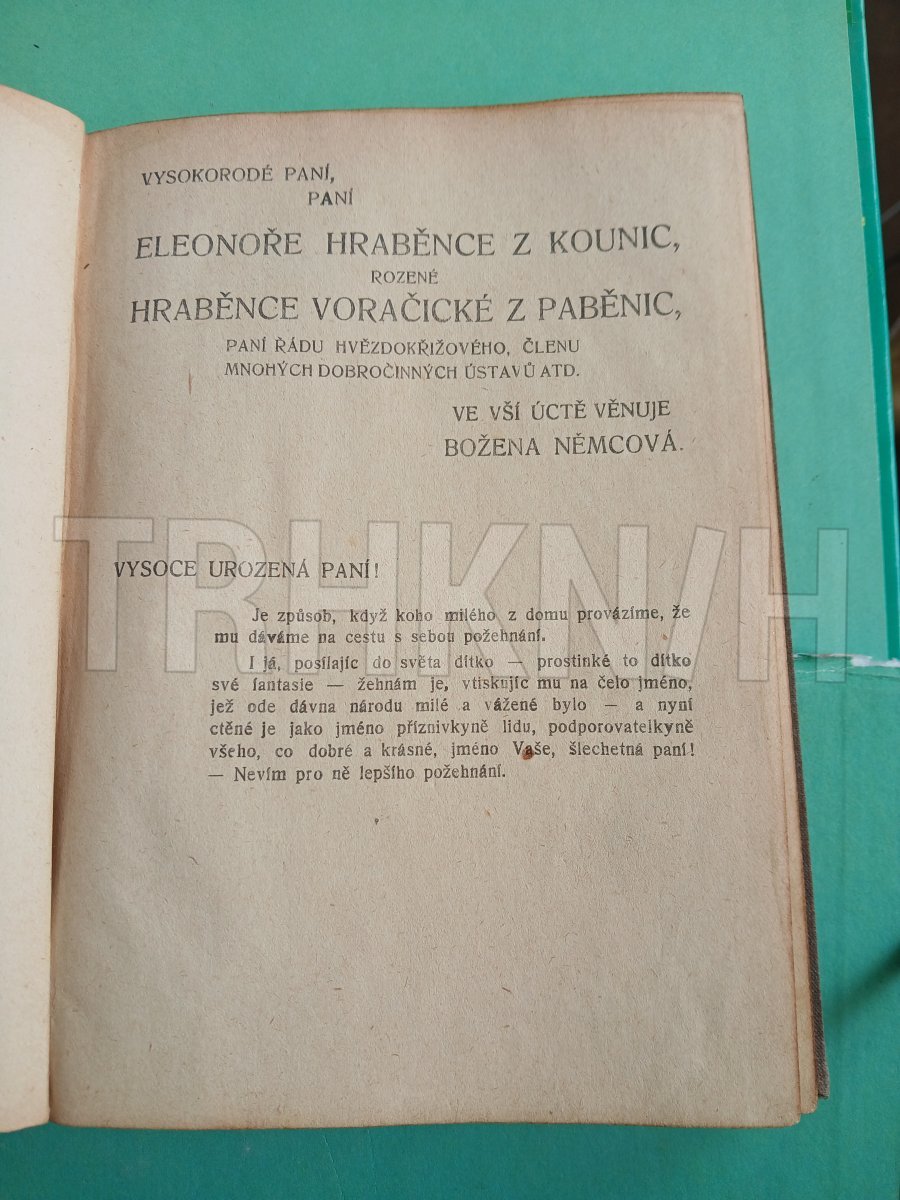 VYSOKORODÉ PANÍ,
PANÍ
ELEONOŘE HRABĚNCE Z KOUNIC,
ROZENÉ
HRABĚNCE VORAČICKÉ Z PABĚNIC,
PANÍ ŘÁDU HVĚZDOKŘIŽOVÉHO, ČLENU
MNOHÝCH DOBROČINNÝCH ÚSTAVŮ ATD.
VE VŠÍ ÚCTĚ VĚNUJE
BOŽENA NĚMCOVÁ.
TRHKNIH
VYSOCE UROZENÁ PANÍ!
Je způsob, když koho milého z domu provázíme, že
mu dáváme na cestu s sebou požehnání.
I já, posílajíc do světa dítko — prostinké to dítko
své fantasie — žehnám je, vtiskujíc mu na čelo jméno,
jež ode dávna národu milé a vážené bylo — a nyní
ctěné je jako jméno příznivkyně lidu, podporovatelkyně
všeho, co dobré a krásné, jméno Vaše, šlechetná paní!
— Nevím pro ně lepšího požehnání.